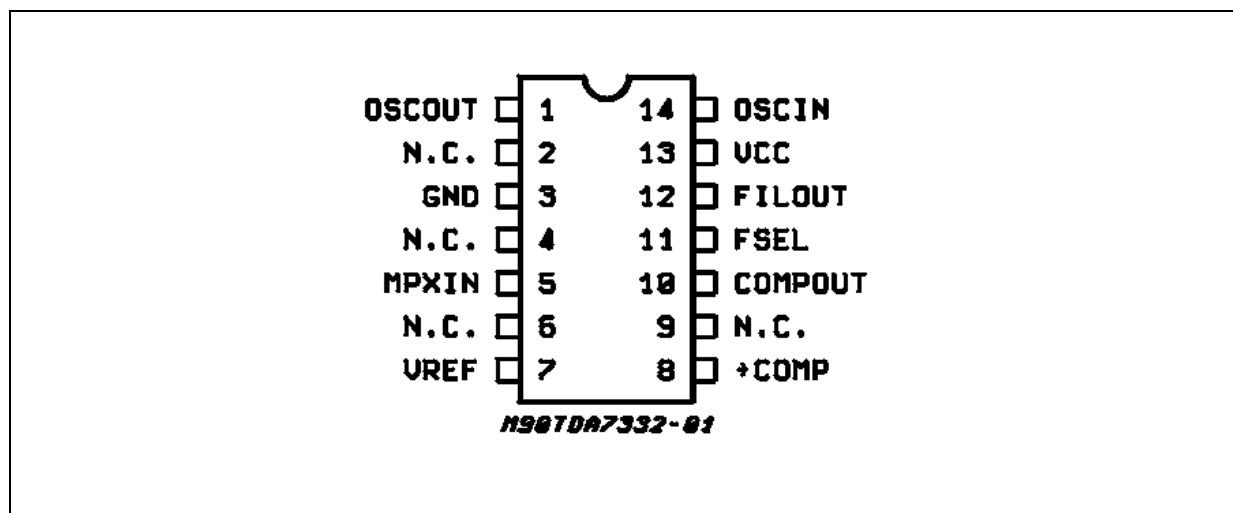 OSCOUT 1 14 OSCIN
N.C. 2 13 VCC
GND 3 12 FILOUT
N.C. 4 11 FSEL
MPXIN 5 10 COMPOUT
N.C. 6 9 N.C.
VREF 7 8 +COMP
M90TDA7332-01